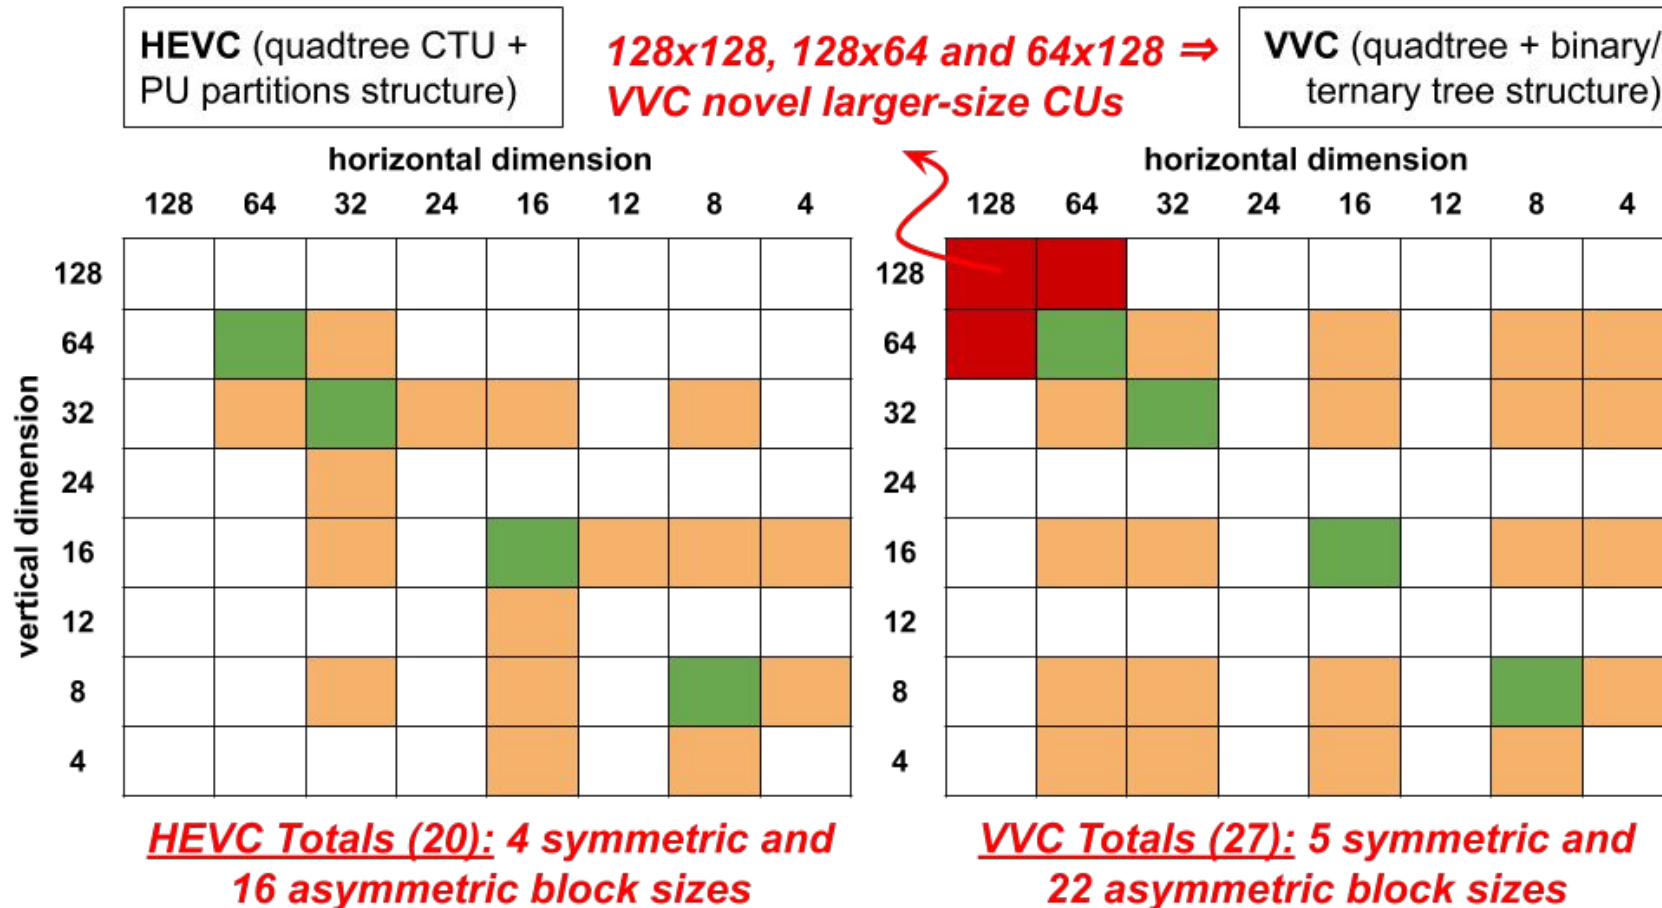 HEVC (quadtree CTU +
PU partitions structure)
128x128, 128x64 and 64x128 ⇒
VVC novel larger-size CUs
VVC (quadtree + binary/
ternary tree structure)
horizontal dimension
128 64 32 24 16 12 8 4
vertical dimension
128
64
32
24
16
12
8
4
HEVC Totals (20): 4 symmetric and
16 asymmetric block sizes
horizontal dimension
128 64 32 24 16 12 8 4
128
64
32
24
16
12
8
4
VVC Totals (27): 5 symmetric and
22 asymmetric block sizes